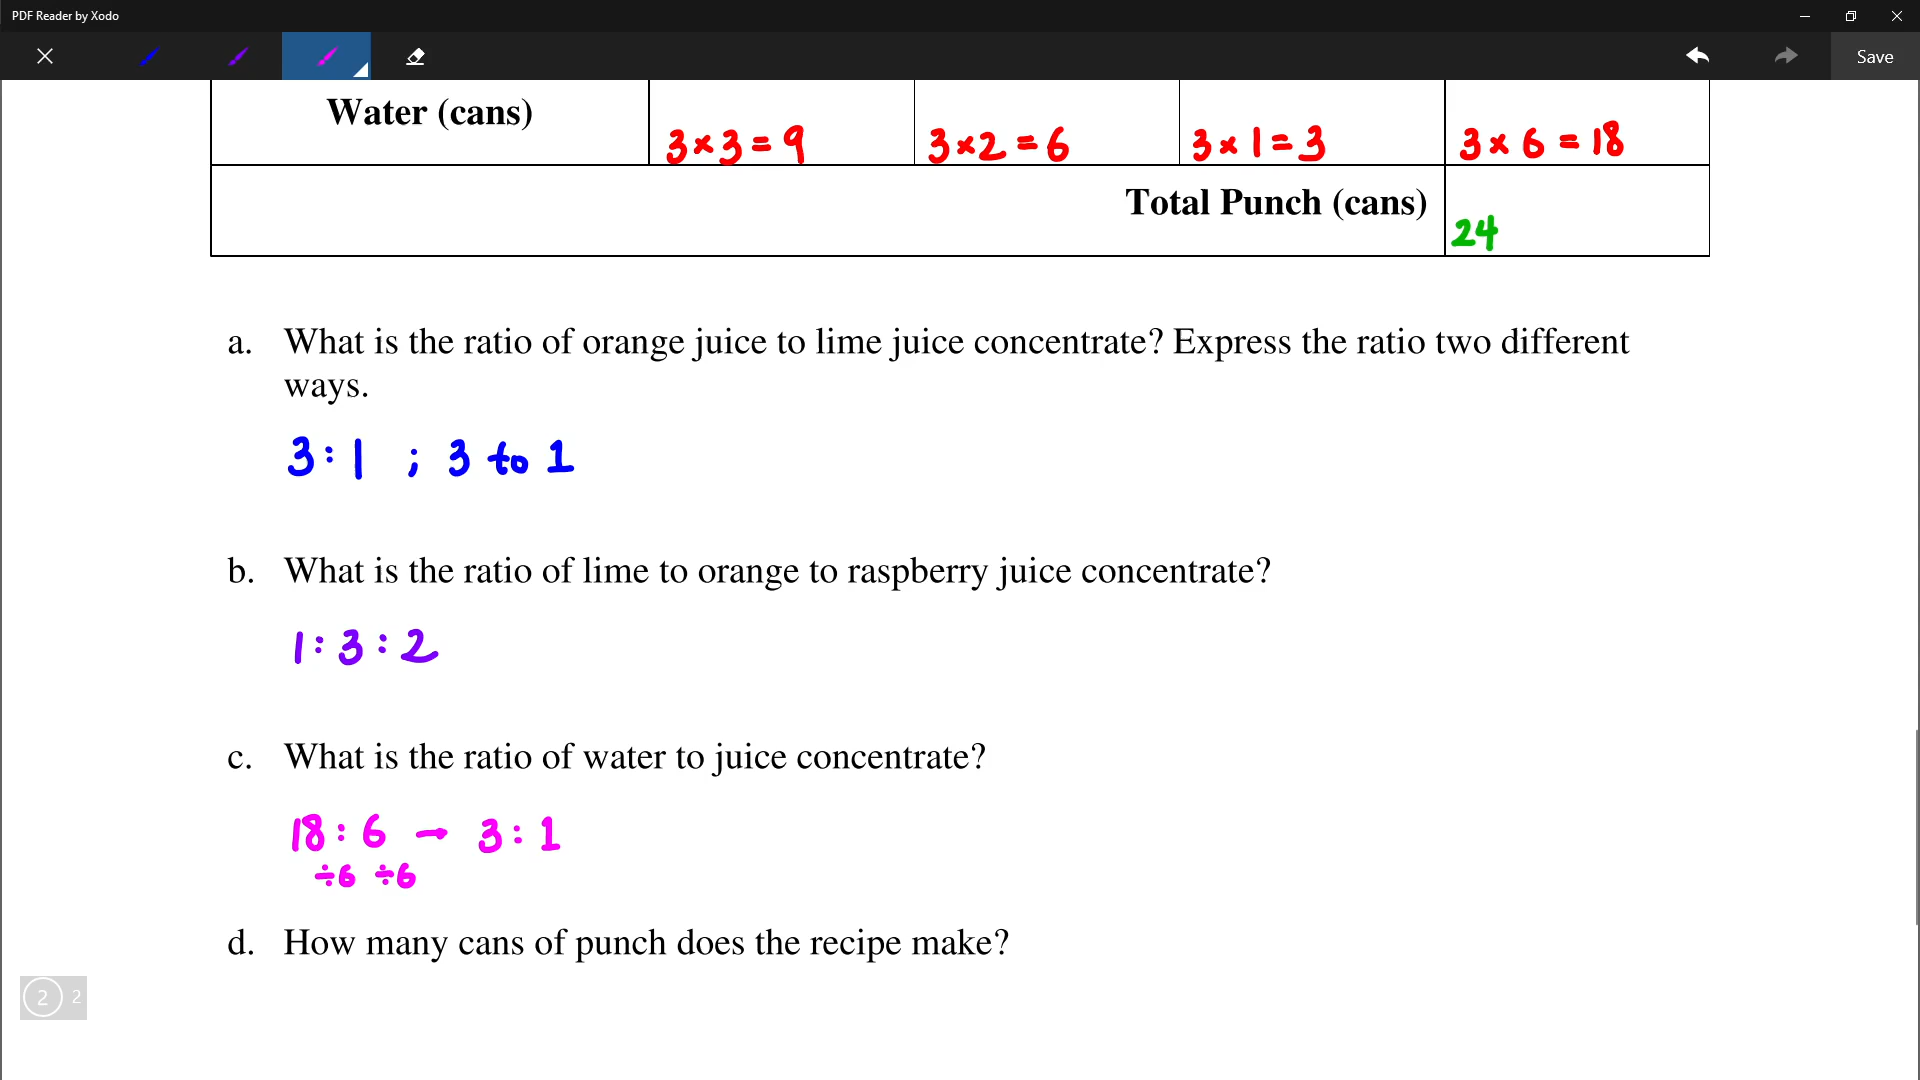 PDF Reader by Xodo
Save
Water (cans)
3 × 3 = 9
3 × 2 = 6
3 × 1 = 3
3 × 6 = 18
Total Punch (cans)
24
a. What is the ratio of orange juice to lime juice concentrate? Express the ratio two different
ways.
3 : 1 ; 3 to 1
b. What is the ratio of lime to orange to raspberry juice concentrate?
1 : 3 : 2
c. What is the ratio of water to juice concentrate?
18 : 6 → 3 : 1
÷6 ÷6
d. How many cans of punch does the recipe make?
2 2